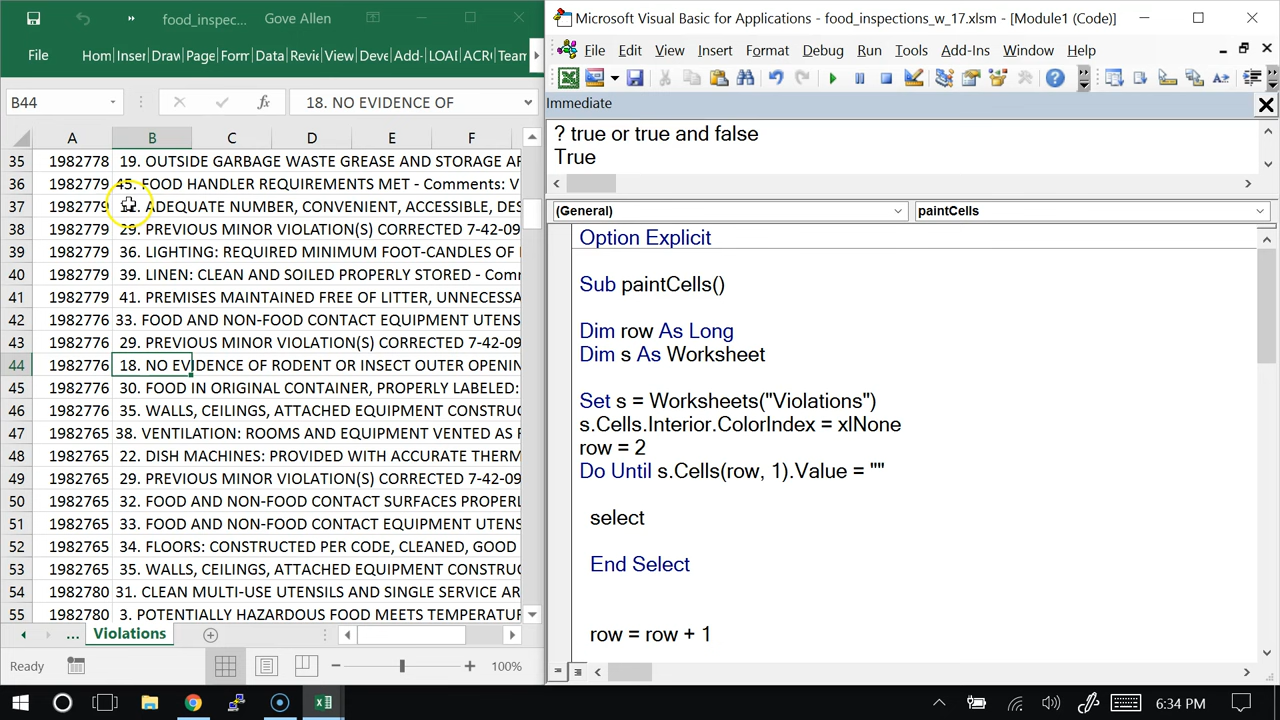 food_inspec... Gove Allen
File Hom Inser Draw Page Forr Data Revie View Deve Add- LOAI ACRI Team
B44 fx 18. NO EVIDENCE OF
A B C D E F
35 1982778 19. OUTSIDE GARBAGE WASTE GREASE AND STORAGE AR
36 1982779 45. FOOD HANDLER REQUIREMENTS MET - Comments: V
37 1982779 ADEQUATE NUMBER, CONVENIENT, ACCESSIBLE, DES
38 1982779 29. PREVIOUS MINOR VIOLATION(S) CORRECTED 7-42-09
39 1982779 36. LIGHTING: REQUIRED MINIMUM FOOT-CANDLES OF
40 1982779 39. LINEN: CLEAN AND SOILED PROPERLY STORED - Com
41 1982779 41. PREMISES MAINTAINED FREE OF LITTER, UNNECESSA
42 1982776 33. FOOD AND NON-FOOD CONTACT EQUIPMENT UTENS
43 1982776 29. PREVIOUS MINOR VIOLATION(S) CORRECTED 7-42-09
44 1982776 18. NO EVIDENCE OF RODENT OR INSECT OUTER OPENIN
45 1982776 30. FOOD IN ORIGINAL CONTAINER, PROPERLY LABELED:
46 1982776 35. WALLS, CEILINGS, ATTACHED EQUIPMENT CONSTRUC
47 1982765 38. VENTILATION: ROOMS AND EQUIPMENT VENTED AS R
48 1982765 22. DISH MACHINES: PROVIDED WITH ACCURATE THERM
49 1982765 29. PREVIOUS MINOR VIOLATION(S) CORRECTED 7-42-09
50 1982765 32. FOOD AND NON-FOOD CONTACT SURFACES PROPERL
51 1982765 33. FOOD AND NON-FOOD CONTACT EQUIPMENT UTENS
52 1982765 34. FLOORS: CONSTRUCTED PER CODE, CLEANED, GOOD
53 1982765 35. WALLS, CEILINGS, ATTACHED EQUIPMENT CONSTRUC
54 1982780 31. CLEAN MULTI-USE UTENSILS AND SINGLE SERVICE AR
55 1982780 3. POTENTIALLY HAZARDOUS FOOD MEETS TEMPERATUR
... Violations
Ready 100%
Microsoft Visual Basic for Applications - food_inspections_w_17.xlsm - [Module1 (Code)]
File Edit View Insert Format Debug Run Tools Add-Ins Window Help
Immediate
? true or true and false
True
(General) paintCells
Option Explicit
Sub paintCells()
Dim row As Long
Dim s As Worksheet
Set s = Worksheets("Violations")
s.Cells.Interior.ColorIndex = xlNone
row = 2
Do Until s.Cells(row, 1).Value = ""
select
End Select
row = row + 1
6:34 PM